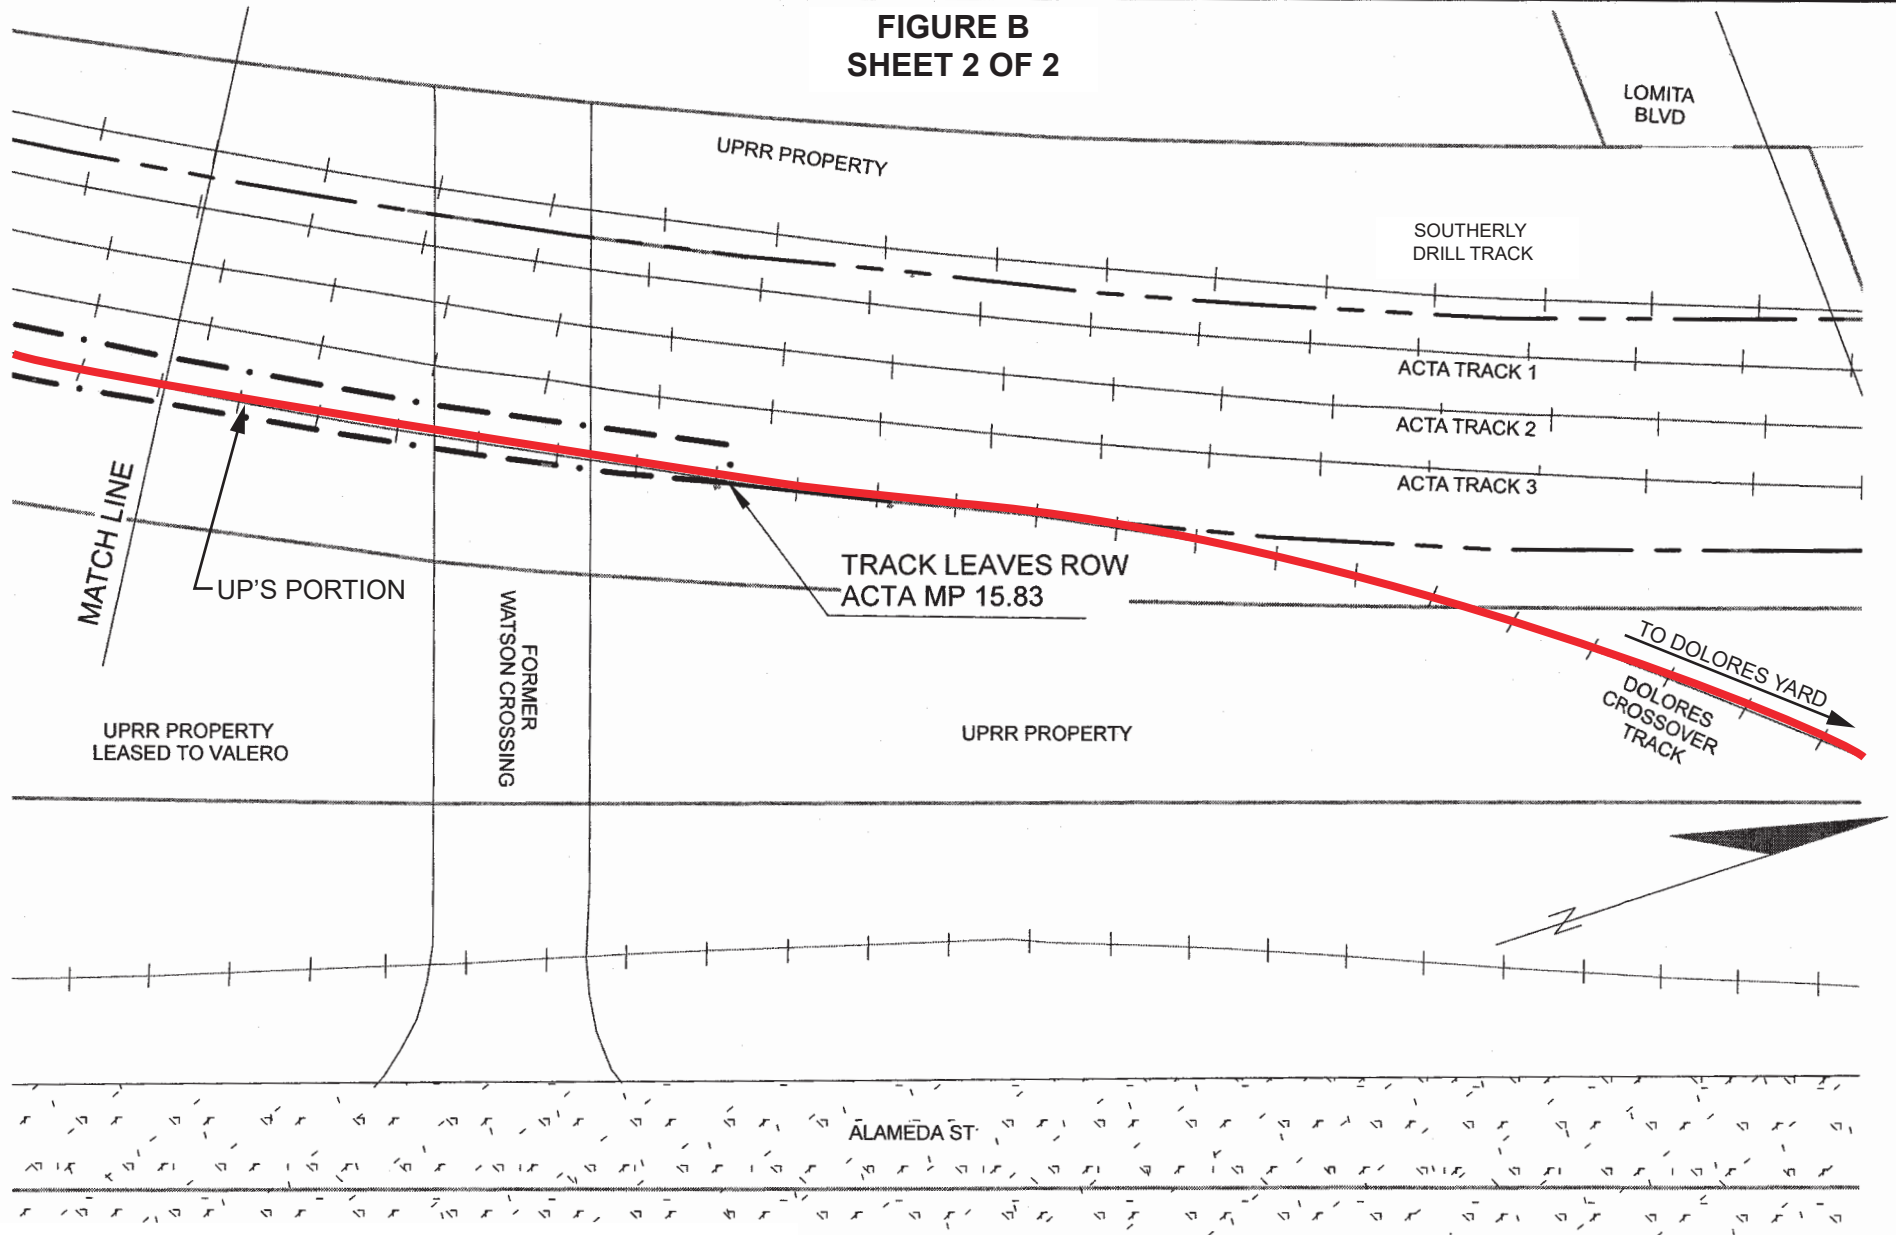 FIGURE B
SHEET 2 OF 2
LOMITA
BLVD
UPRR PROPERTY
SOUTHERLY
DRILL TRACK
ACTA TRACK 1
ACTA TRACK 2
ACTA TRACK 3
MATCH LINE
UP'S PORTION
TRACK LEAVES ROW
ACTA MP 15.83
FORMER
WATSON CROSSING
TO DOLORES YARD
DOLORES
CROSSOVER
TRACK
UPRR PROPERTY
LEASED TO VALERO
UPRR PROPERTY
Z
ALAMEDA ST